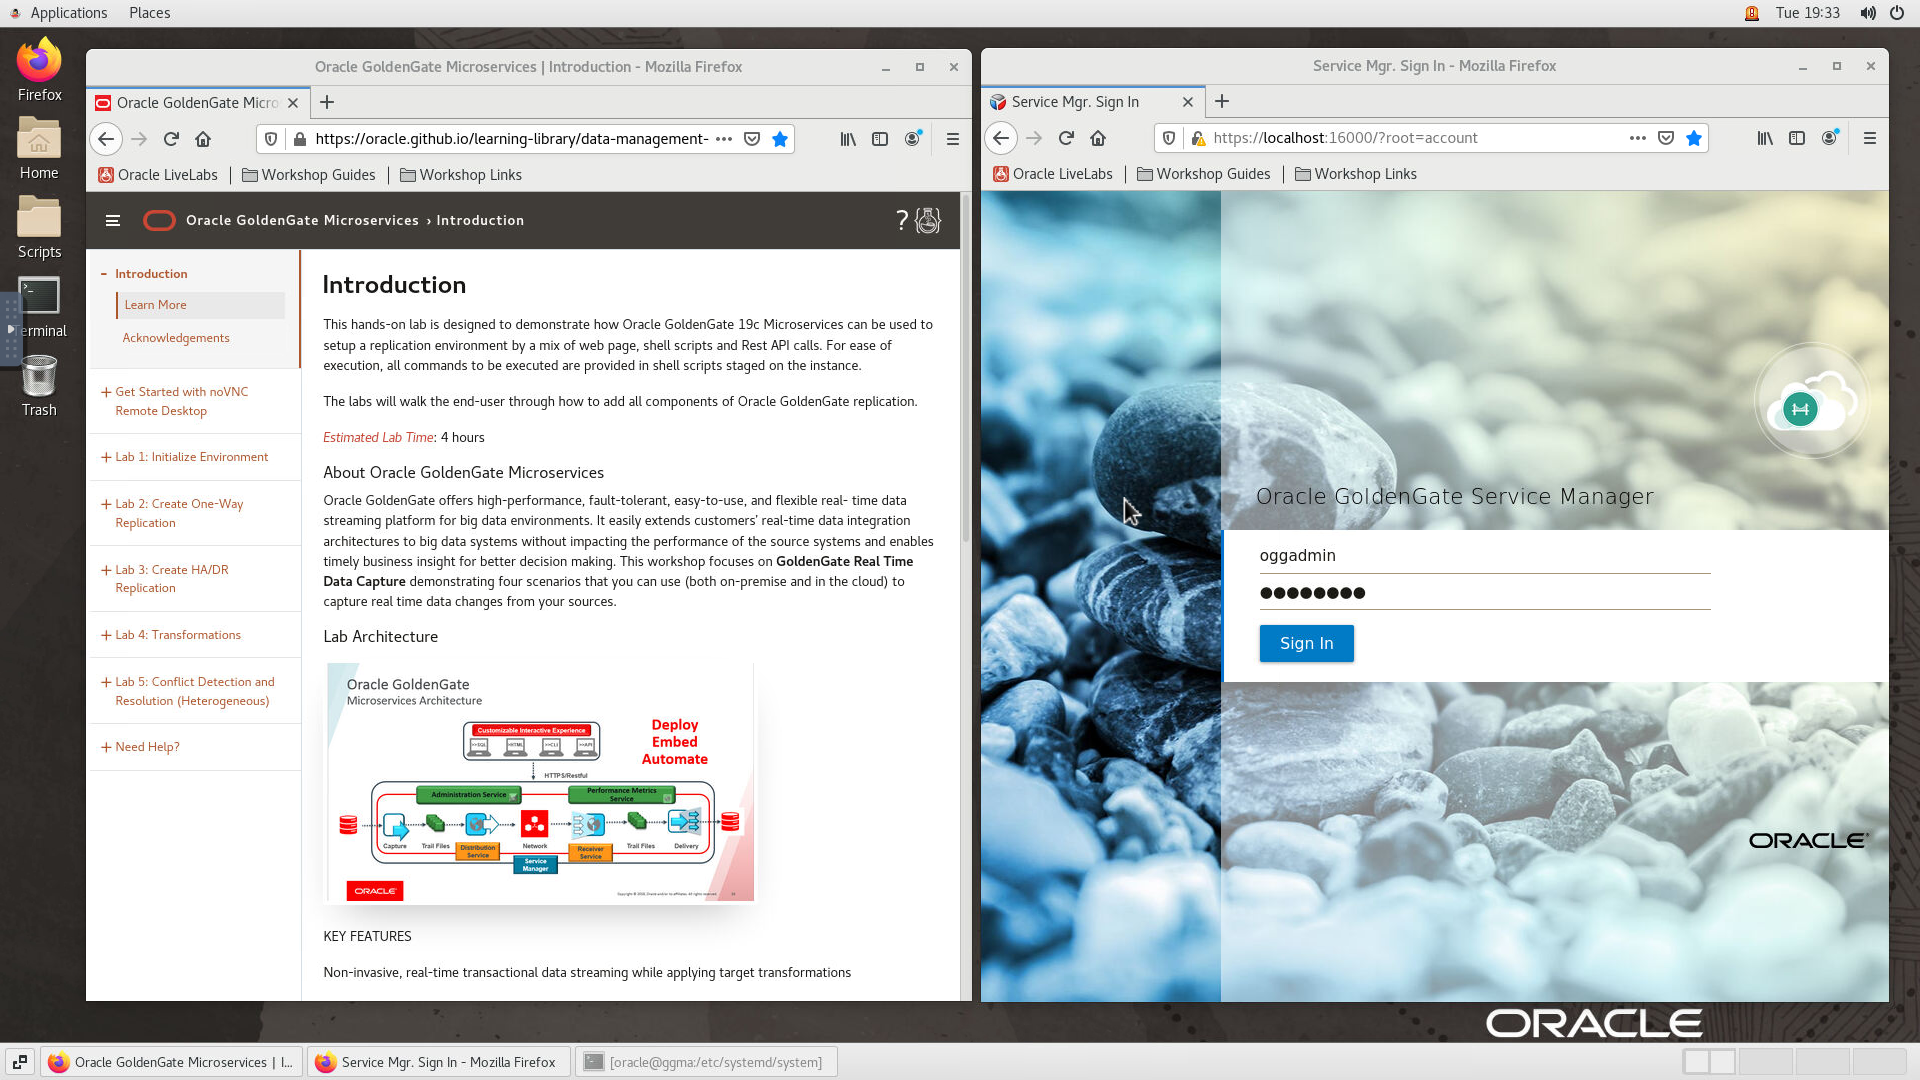 Applications Places
Tue 19:33
Firefox
Home
Scripts
Terminal
Trash
Oracle GoldenGate Microservices | Introduction - Mozilla Firefox
Oracle GoldenGate Micro
https://oracle.github.io/learning-library/data-management-
Oracle LiveLabs
Workshop Guides
Workshop Links
Oracle GoldenGate Microservices › Introduction
?
- Introduction
Learn More
Acknowledgements
+ Get Started with noVNC
Remote Desktop
+ Lab 1: Initialize Environment
+ Lab 2: Create One-Way
Replication
+ Lab 3: Create HA/DR
Replication
+ Lab 4: Transformations
+ Lab 5: Conflict Detection and
Resolution (Heterogeneous)
+ Need Help?
Introduction
This hands-on lab is designed to demonstrate how Oracle GoldenGate 19c Microservices can be used to
setup a replication environment by a mix of web page, shell scripts and Rest API calls. For ease of
execution, all commands to be executed are provided in shell scripts staged on the instance.
The labs will walk the end-user through how to add all components of Oracle GoldenGate replication.
Estimated Lab Time: 4 hours
About Oracle GoldenGate Microservices
Oracle GoldenGate offers high-performance, fault-tolerant, easy-to-use, and flexible real- time data
streaming platform for big data environments. It easily extends customers' real-time data integration
architectures to big data systems without impacting the performance of the source systems and enables
timely business insight for better decision making. This workshop focuses on GoldenGate Real Time
Data Capture demonstrating four scenarios that you can use (both on-premise and in the cloud) to
capture real time data changes from your sources.
Lab Architecture
Oracle GoldenGate
Microservices Architecture
Customizable Interactive Experience
Deploy
Embed
Automate
HTTPS/Restful
Administration Service
Performance Metrics
Service
Capture
Trail Files
Distribution
Service
Network
Receiver
Service
Trail Files
Delivery
Service
Manager
ORACLE
KEY FEATURES
Non-invasive, real-time transactional data streaming while applying target transformations
Service Mgr. Sign In - Mozilla Firefox
Service Mgr. Sign In
https://localhost:16000/?root=account
Oracle LiveLabs
Workshop Guides
Workshop Links
Oracle GoldenGate Service Manager
oggadmin
Sign In
ORACLE
ORACLE
Oracle GoldenGate Microservices | I...
Service Mgr. Sign In - Mozilla Firefox
[oracle@ggma:/etc/systemd/system]